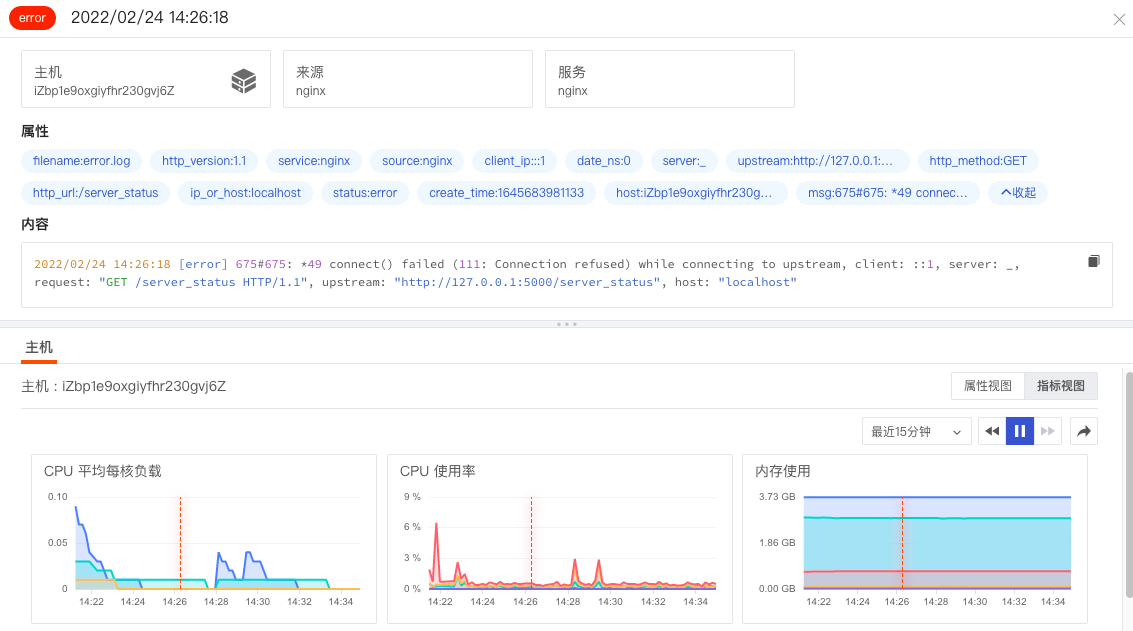 error 2022/02/24 14:26:18
主机 来源 服务
iZbp1e9oxgiyfhr230gvj6Z nginx nginx
属性
filename:error.log http_version:1.1 service:nginx source:nginx client_ip:::1 date_ns:0 server:_ upstream:http://127.0.0.1:... http_method:GET
http_url:/server_status ip_or_host:localhost status:error create_time:1645683981133 host:iZbp1e9oxgiyfhr230g... msg:675#675: *49 connec... 收起
内容
2022/02/24 14:26:18 [error] 675#675: *49 connect() failed (111: Connection refused) while connecting to upstream, client: ::1, server: _,
request: "GET /server_status HTTP/1.1", upstream: "http://127.0.0.1:5000/server_status", host: "localhost"
主机
主机：iZbp1e9oxgiyfhr230gvj6Z 属性视图 指标视图
最近15分钟
CPU 平均每核负载
0.10
0.05
0
14:22 14:24 14:26 14:28 14:30 14:32 14:34
CPU 使用率
9 %
6 %
3 %
0 %
14:22 14:24 14:26 14:28 14:30 14:32 14:34
内存使用
3.73 GB
1.86 GB
0.00 GB
14:22 14:24 14:26 14:28 14:30 14:32 14:34